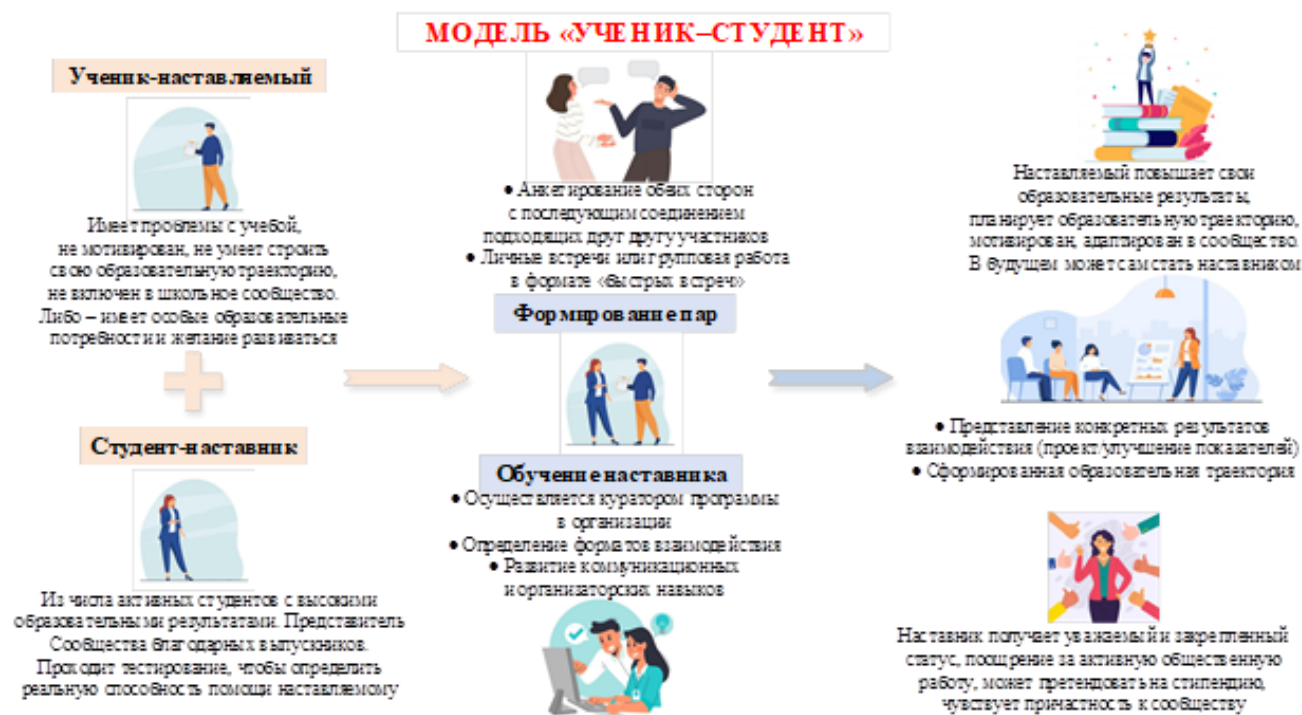 МОДЕЛЬ «УЧЕНИК–СТУДЕНТ»
Ученик-наставляемый
Имеет проблемы с учебой,
не мотивирован, не умеет строить
свою образовательную траекторию,
не включен в школьное сообщество.
Либо – имеет особые образовательные
потребности и желание развиваться
Студент-наставник
Из числа активных студентов с высокими
образовательными результатами. Представитель
Сообщества благодарных выпускников.
Проходит тестирование, чтобы определить
реальную способность помощи наставляемому
● Анкетирование обеих сторон
с последующим соединением
подходящих друг другу участников
● Личные встречи или групповая работа
в формате «быстрых встреч»
Формирование пар
Обучение наставника
● Осуществляется куратором программы
в организации
● Определение форматов взаимодействия
● Развитие коммуникационных
и организаторских навыков
Наставляемый повышает свои
образовательные результаты,
планирует образовательную траекторию,
мотивирован, адаптирован в сообщество.
В будущем может сам стать наставником
● Представление конкретных результатов
взаимодействия (проект/улучшение показателей)
● Сформированная образовательная траектория
Наставник получает уважаемый и закрепленный
статус, поощрение за активную общественную
работу, может претендовать на стипендию,
чувствует причастность к сообществу